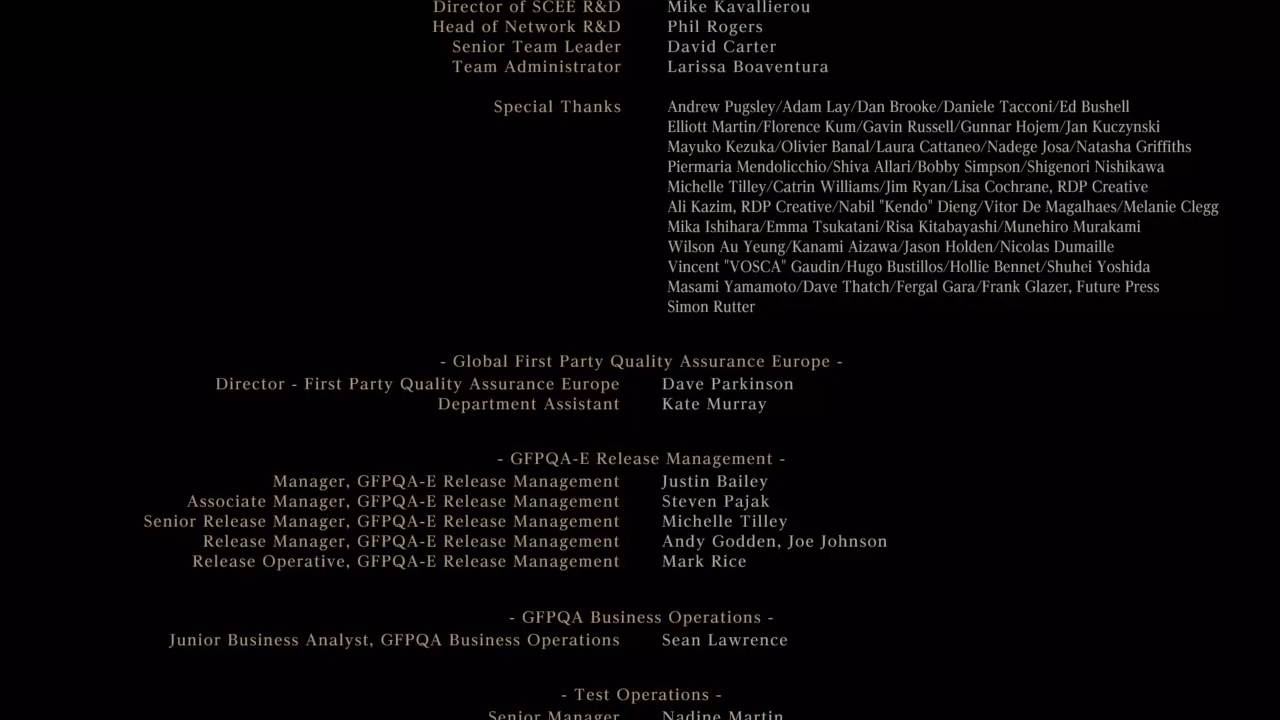 Director of SCEE R&D Mike Kavallierou
Head of Network R&D Phil Rogers
Senior Team Leader David Carter
Team Administrator Larissa Boaventura
Special Thanks Andrew Pugsley/Adam Lay/Dan Brooke/Daniele Tacconi/Ed Bushell
Elliott Martin/Florence Kum/Gavin Russell/Gunnar Hojem/Jan Kuczynski
Mayuko Kezuka/Olivier Banal/Laura Cattaneo/Nadege Josa/Natasha Griffiths
Piermaria Mendolicchio/Shiva Allari/Bobby Simpson/Shigenori Nishikawa
Michelle Tilley/Catrin Williams/Jim Ryan/Lisa Cochrane, RDP Creative
Ali Kazim, RDP Creative/Nabil "Kendo" Dieng/Vitor De Magalhaes/Melanie Clegg
Mika Ishihara/Emma Tsukatani/Risa Kitabayashi/Munehiro Murakami
Wilson Au Yeung/Kanami Aizawa/Jason Holden/Nicolas Dumaille
Vincent "VOSCA" Gaudin/Hugo Bustillos/Hollie Bennet/Shuhei Yoshida
Masami Yamamoto/Dave Thatch/Fergal Gara/Frank Glazer, Future Press
Simon Rutter
- Global First Party Quality Assurance Europe -
Director - First Party Quality Assurance Europe Dave Parkinson
Department Assistant Kate Murray
- GFPQA-E Release Management -
Manager, GFPQA-E Release Management Justin Bailey
Associate Manager, GFPQA-E Release Management Steven Pajak
Senior Release Manager, GFPQA-E Release Management Michelle Tilley
Release Manager, GFPQA-E Release Management Andy Godden, Joe Johnson
Release Operative, GFPQA-E Release Management Mark Rice
- GFPQA Business Operations -
Junior Business Analyst, GFPQA Business Operations Sean Lawrence
- Test Operations -
Senior Manager Nadine Martin